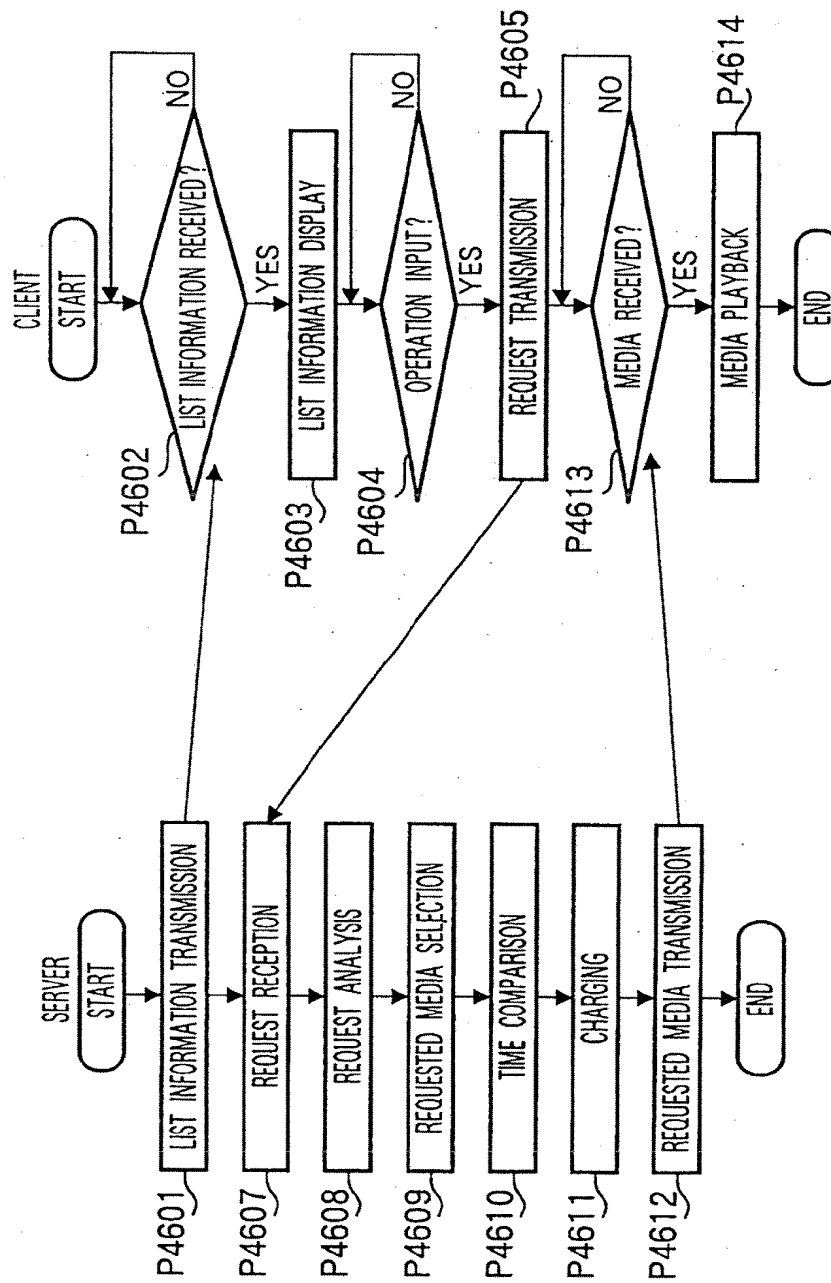 SERVER
START
P4601
LIST INFORMATION TRANSMISSION
P4607
REQUEST RECEPTION
P4608
REQUEST ANALYSIS
P4609
REQUESTED MEDIA SELECTION
P4610
TIME COMPARISON
P4611
CHARGING
P4612
REQUESTED MEDIA TRANSMISSION
END
CLIENT
START
P4602
LIST INFORMATION RECEIVED?
NO
YES
P4603
LIST INFORMATION DISPLAY
P4604
OPERATION INPUT?
NO
YES
P4605
REQUEST TRANSMISSION
P4613
MEDIA RECEIVED?
NO
YES
P4614
MEDIA PLAYBACK
END